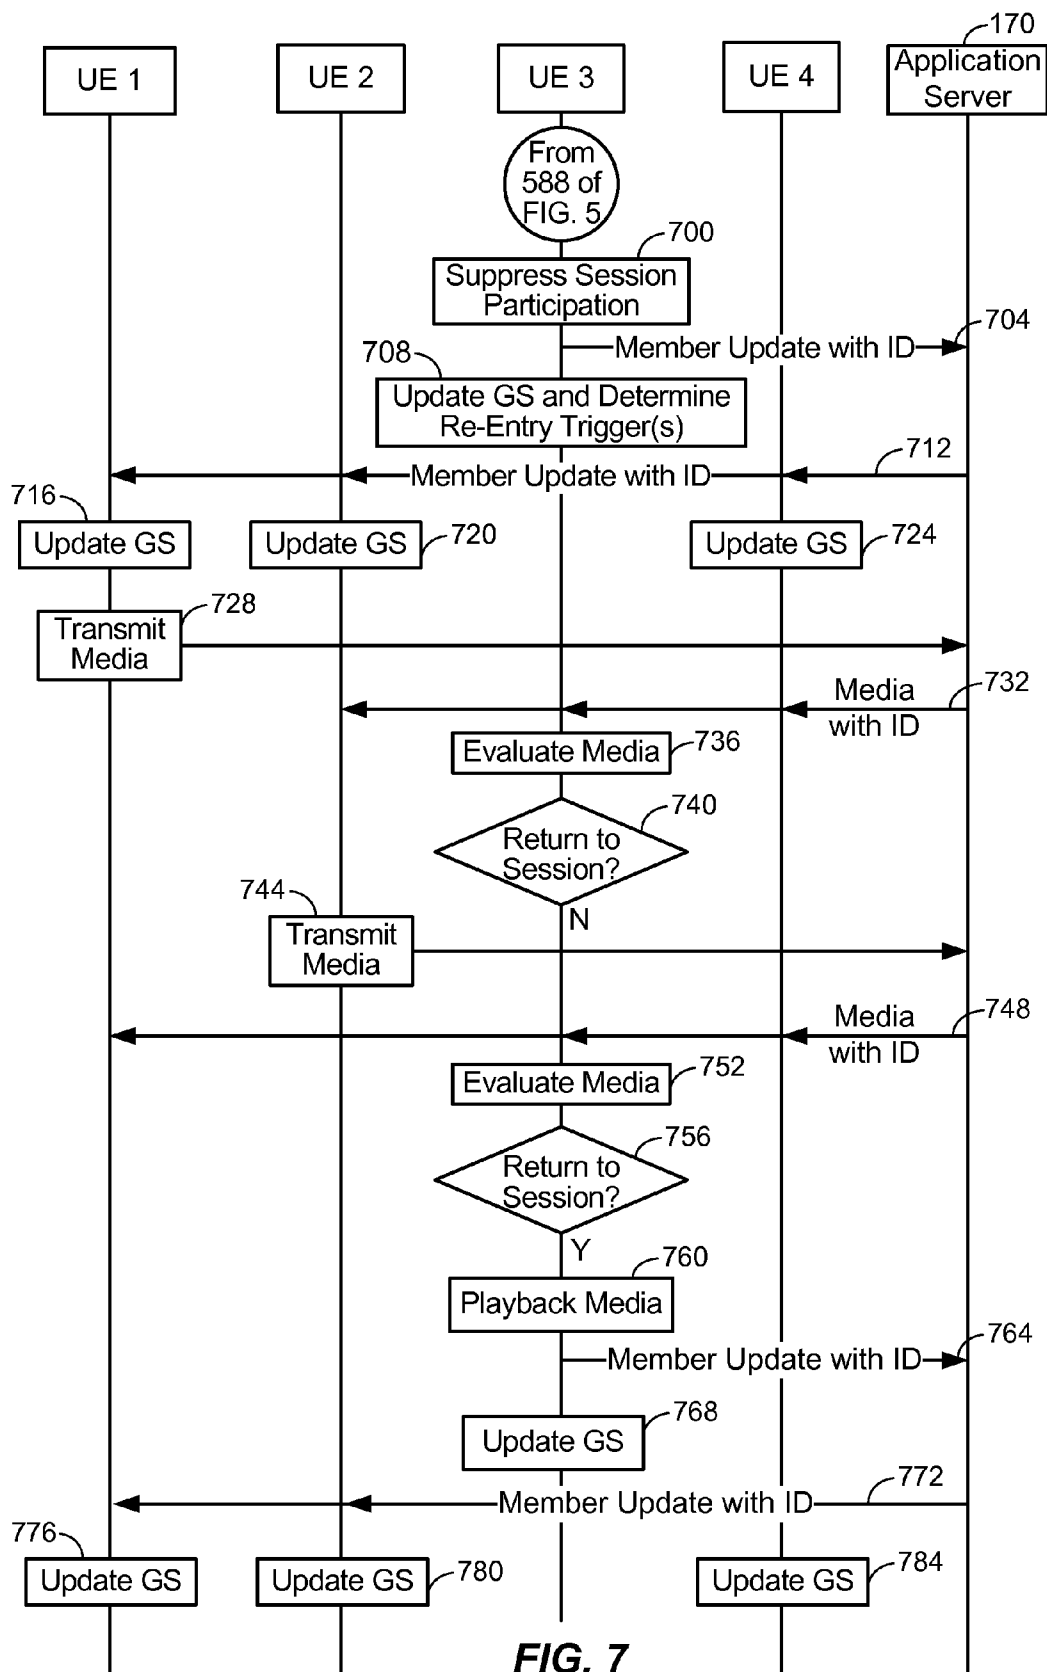 170
UE 1
UE 2
UE 3
UE 4
Application
Server
From
588 of
FIG. 5
700
Suppress Session
Participation
704
Member Update with ID
708
Update GS and Determine
Re-Entry Trigger(s)
712
Member Update with ID
716
Update GS
Update GS
720
Update GS
724
728
Transmit
Media
Media
with ID
732
Evaluate Media
736
740
Return to
Session?
N
744
Transmit
Media
Media
with ID
748
Evaluate Media
752
756
Return to
Session?
Y
760
Playback Media
764
Member Update with ID
768
Update GS
772
Member Update with ID
776
Update GS
Update GS
780
Update GS
784
FIG. 7